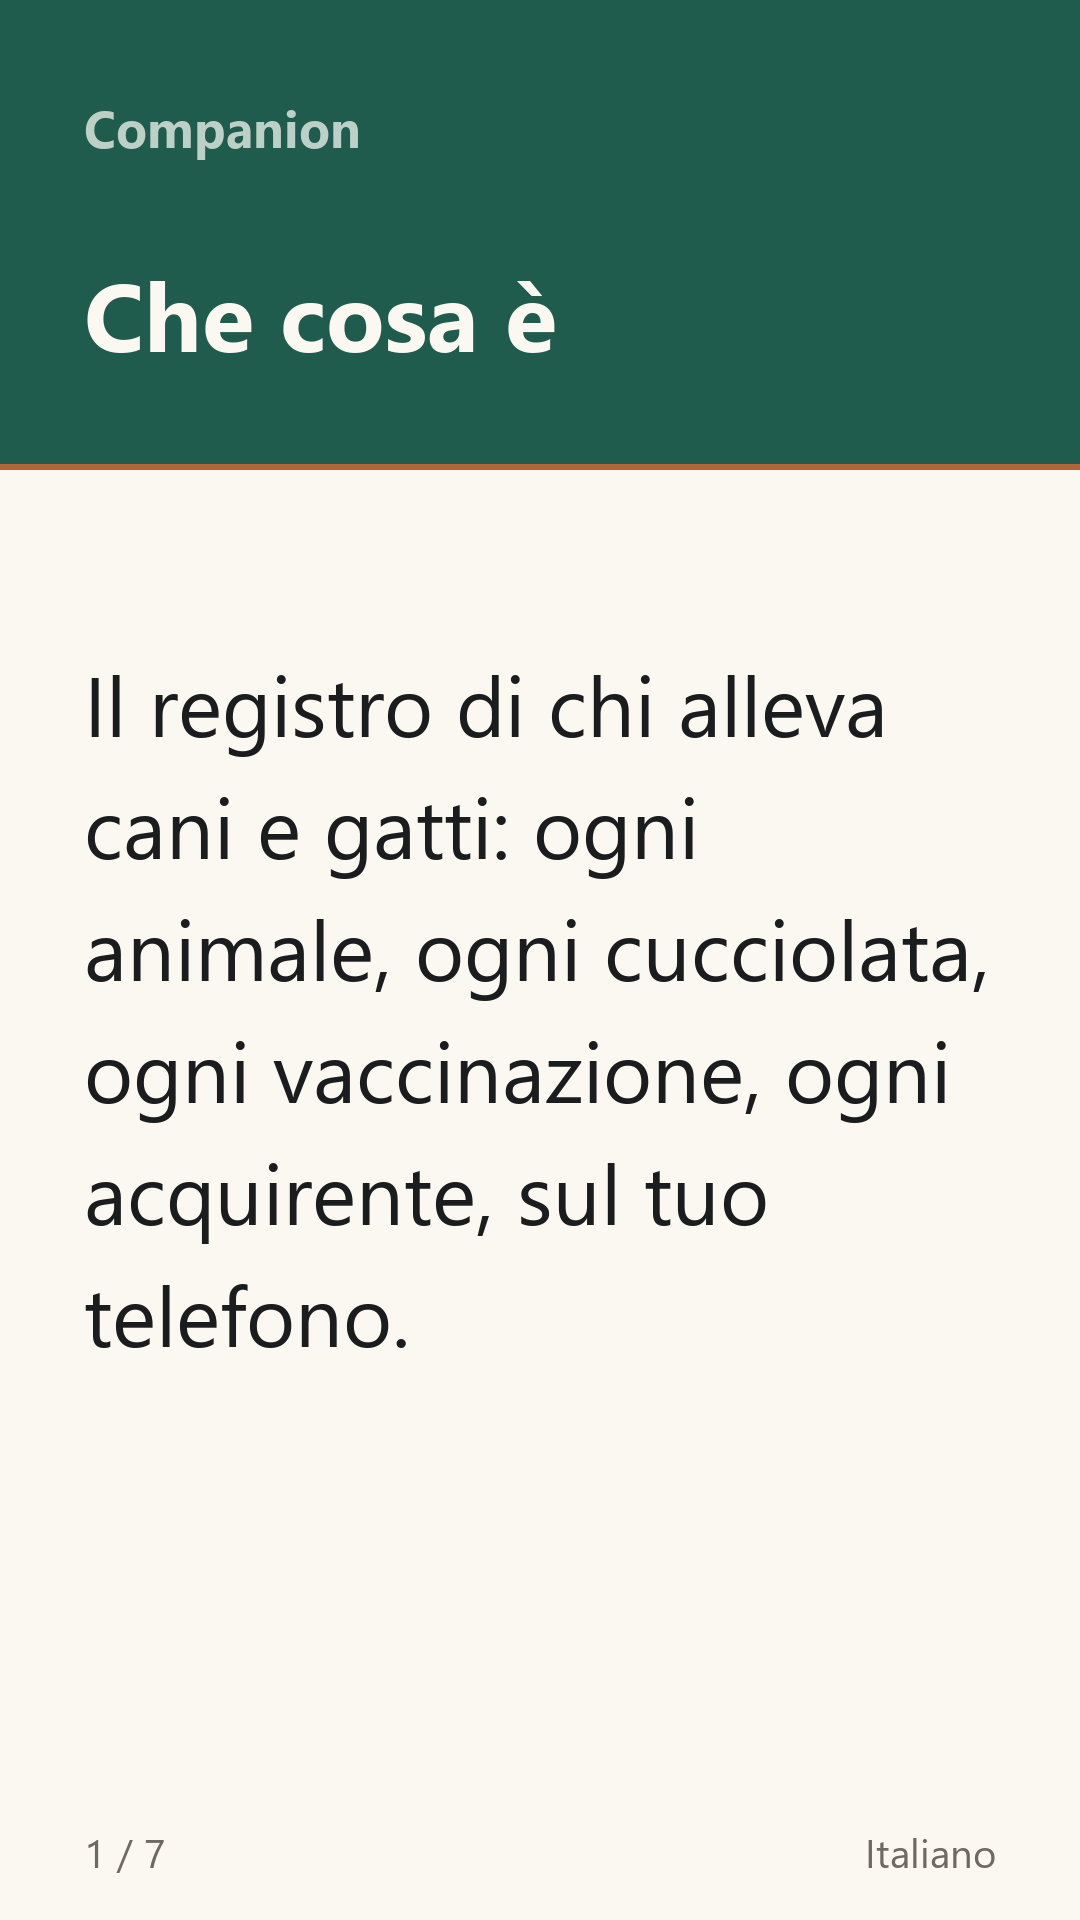 Companion
Che cosa è
Il registro di chi alleva
cani e gatti: ogni
animale, ogni cucciolata,
ogni vaccinazione, ogni
acquirente, sul tuo
telefono.
1 / 7
Italiano